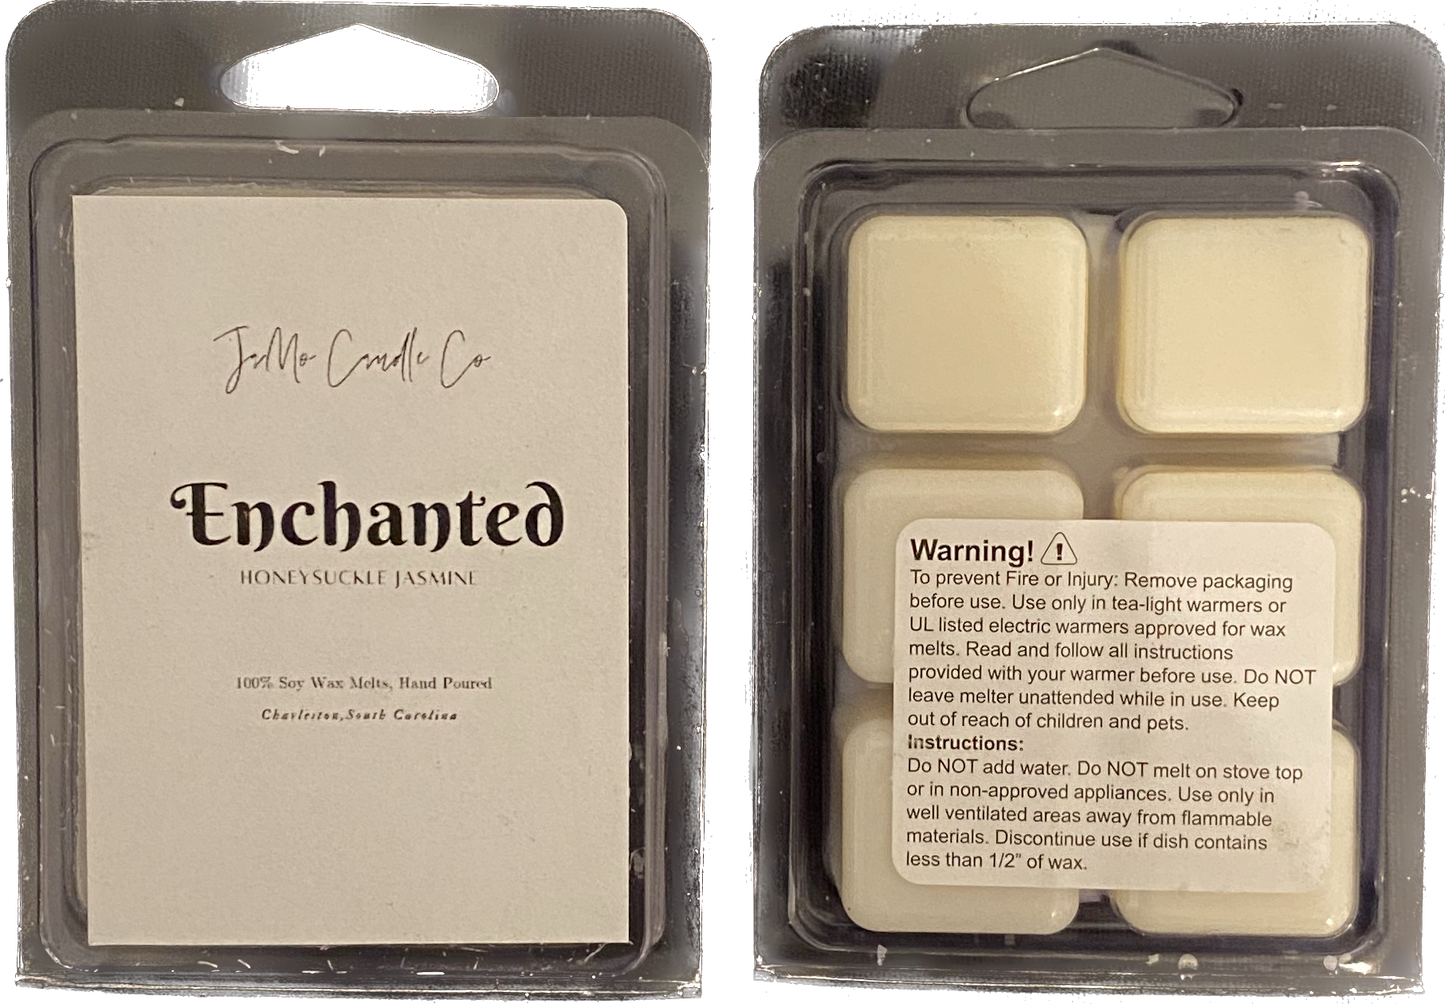 JaMo Candle Co
Enchanted
HONEYSUCKLE JASMINE
100% Soy Wax Melts, Hand Poured
Charleston,South Carolina
Warning!
To prevent Fire or Injury: Remove packaging
before use. Use only in tea-light warmers or
UL listed electric warmers approved for wax
melts. Read and follow all instructions
provided with your warmer before use. Do NOT
leave melter unattended while in use. Keep
out of reach of children and pets.
Instructions:
Do NOT add water. Do NOT melt on stove top
or in non-approved appliances. Use only in
well ventilated areas away from flammable
materials. Discontinue use if dish contains
less than 1/2" of wax.